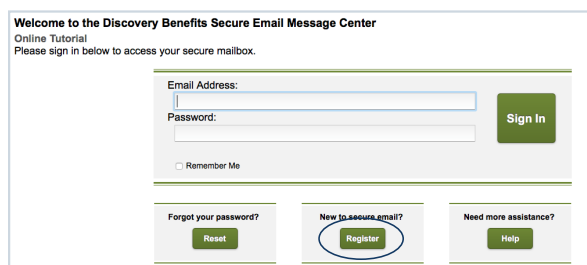 Welcome to the Discovery Benefits Secure Email Message Center
Online Tutorial
Please sign in below to access your secure mailbox.
Email Address:
Password:
Sign In
Remember Me
Forgot your password?
Reset
New to secure email?
Register
Need more assistance?
Help